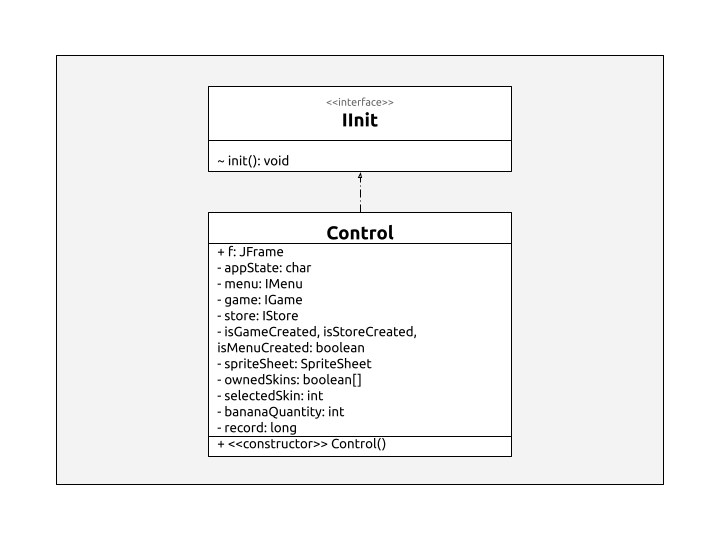 <<interface>>
IInit
~ init(): void
Control
+ f: JFrame
- appState: char
- menu: IMenu
- game: IGame
- store: IStore
- isGameCreated, isStoreCreated,
isMenuCreated: boolean
- spriteSheet: SpriteSheet
- ownedSkins: boolean[]
- selectedSkin: int
- bananaQuantity: int
- record: long
+ <<constructor>> Control()